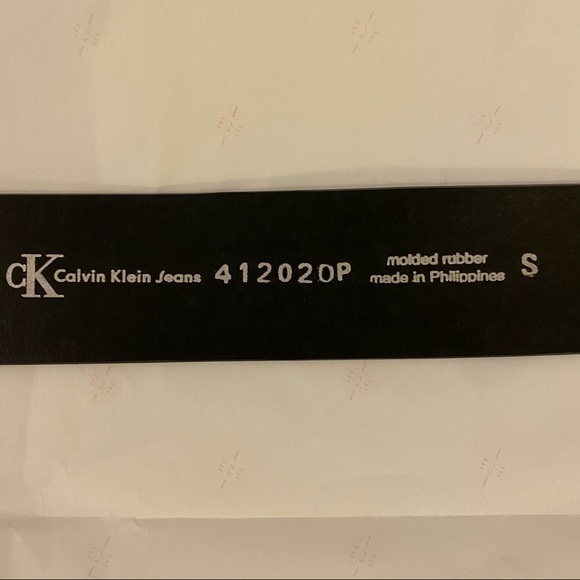 CK Calvin Klein Jeans 412020P
molded rubber
made in Philippines
S